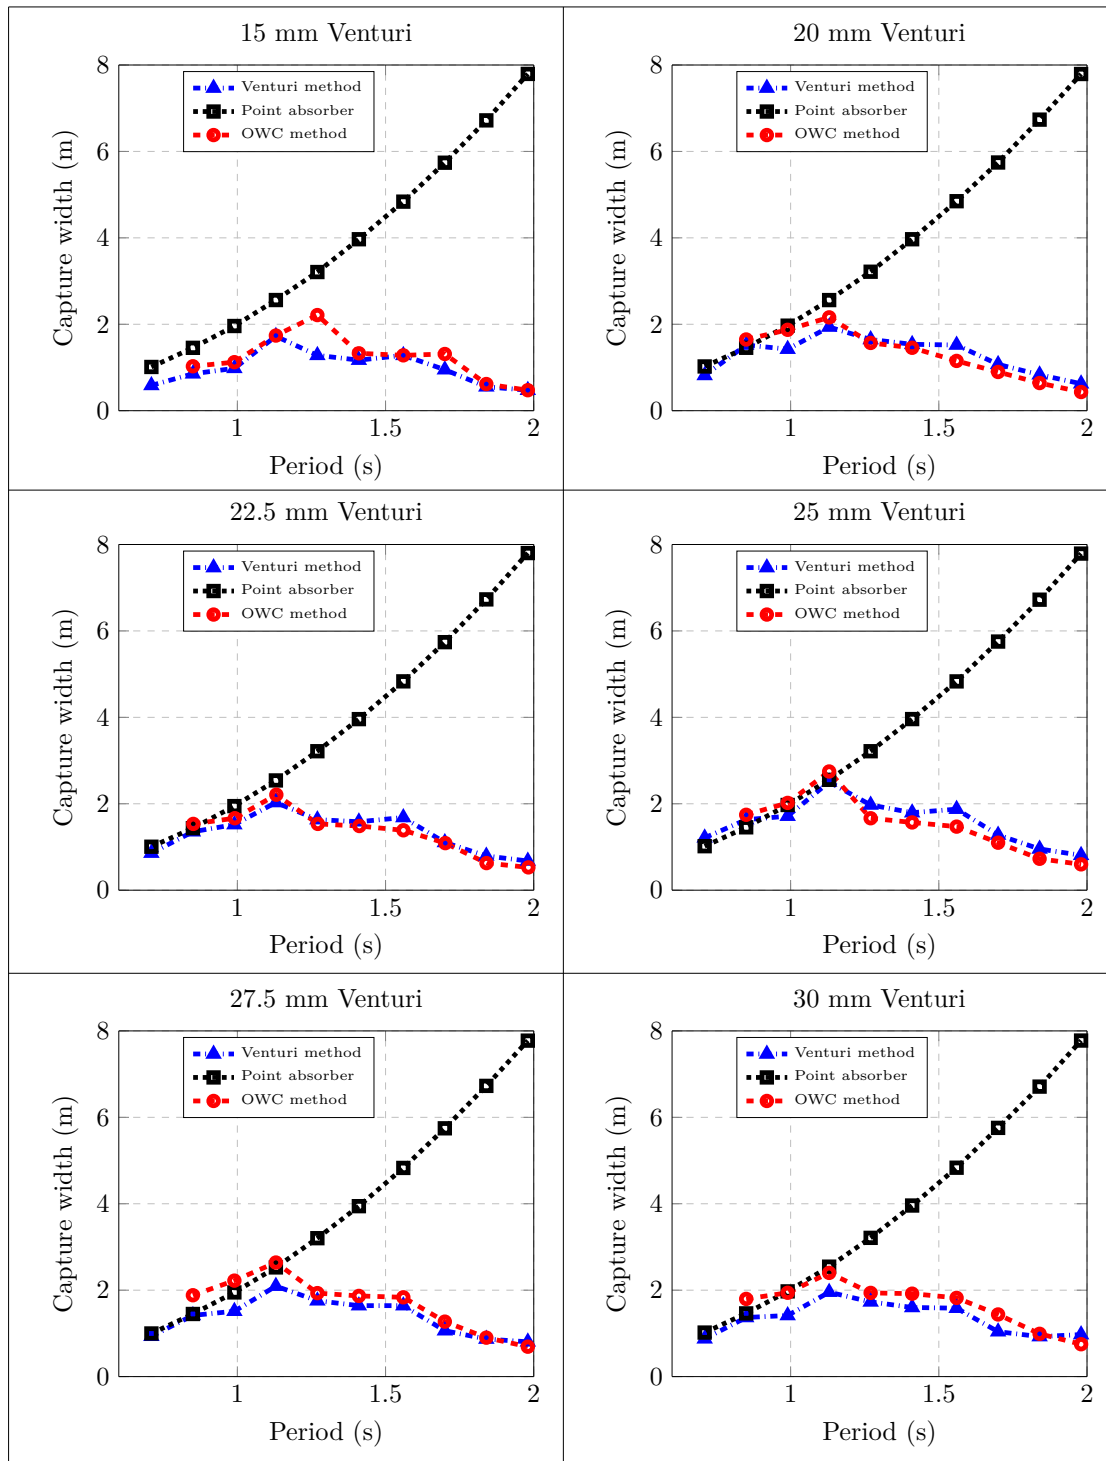 15 mm Venturi
8
6
4
2
0
Capture width (m)
Venturi method
Point absorber
OWC method
1
1.5
2
Period (s)
20 mm Venturi
8
6
4
2
0
Capture width (m)
Venturi method
Point absorber
OWC method
1
1.5
2
Period (s)
22.5 mm Venturi
8
6
4
2
0
Capture width (m)
Venturi method
Point absorber
OWC method
1
1.5
2
Period (s)
25 mm Venturi
8
6
4
2
0
Capture width (m)
Venturi method
Point absorber
OWC method
1
1.5
2
Period (s)
27.5 mm Venturi
8
6
4
2
0
Capture width (m)
Venturi method
Point absorber
OWC method
1
1.5
2
Period (s)
30 mm Venturi
8
6
4
2
0
Capture width (m)
Venturi method
Point absorber
OWC method
1
1.5
2
Period (s)